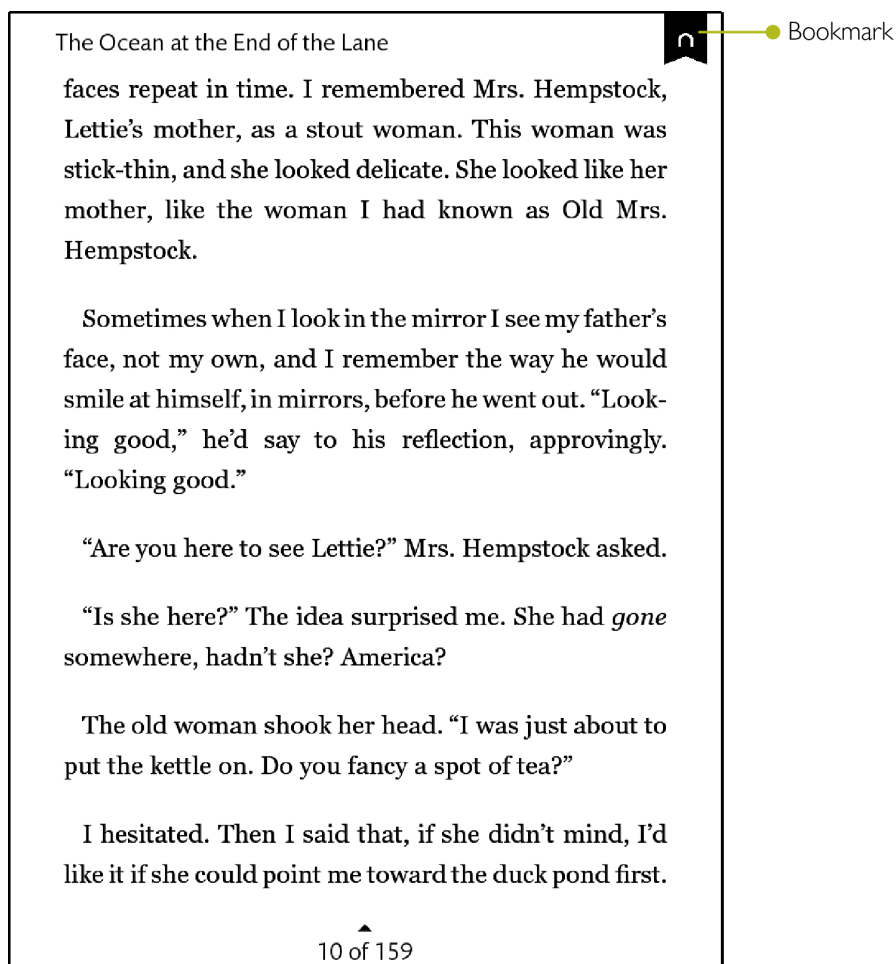 The Ocean at the End of the Lane
Bookmark
faces repeat in time. I remembered Mrs. Hempstock,
Lettie’s mother, as a stout woman. This woman was
stick-thin, and she looked delicate. She looked like her
mother, like the woman I had known as Old Mrs.
Hempstock.
Sometimes when I look in the mirror I see my father’s
face, not my own, and I remember the way he would
smile at himself, in mirrors, before he went out. “Look-
ing good,” he’d say to his reflection, approvingly.
“Looking good.”
“Are you here to see Lettie?” Mrs. Hempstock asked.
“Is she here?” The idea surprised me. She had gone
somewhere, hadn’t she? America?
The old woman shook her head. “I was just about to
put the kettle on. Do you fancy a spot of tea?”
I hesitated. Then I said that, if she didn’t mind, I’d
like it if she could point me toward the duck pond first.
10 of 159